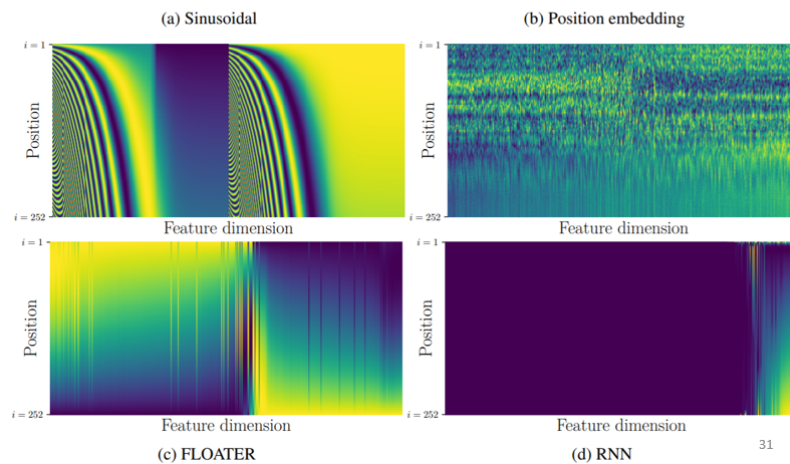 (a) Sinusoidal
(b) Position embedding
i = 1
Position
i = 252
Feature dimension
i = 1
Position
i = 252
Feature dimension
i = 1
Position
i = 252
Feature dimension
i = 1
Position
i = 252
Feature dimension
(c) FLOATER
(d) RNN
31